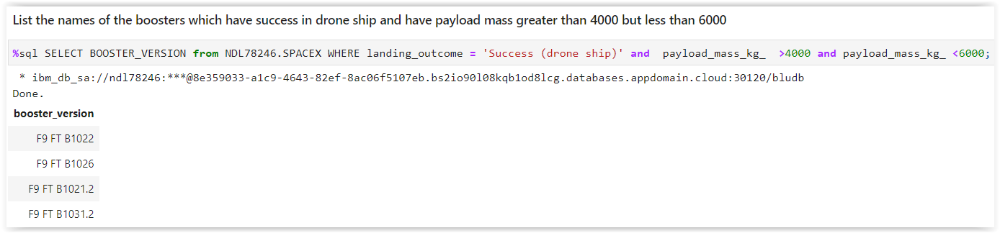 List the names of the boosters which have success in drone ship and have payload mass greater than 4000 but less than 6000
%sql SELECT BOOSTER_VERSION from NDL78246.SPACEX WHERE landing_outcome = 'Success (drone ship)' and  payload_mass_kg_  >4000 and payload_mass_kg_ <6000;
* ibm_db_sa://ndl78246:***@8e359033-a1c9-4643-82ef-8ac06f5107eb.bs2io90l08kqb1od8lcg.databases.appdomain.cloud:30120/bludb
Done.
booster_version
F9 FT B1022
F9 FT B1026
F9 FT B1021.2
F9 FT B1031.2